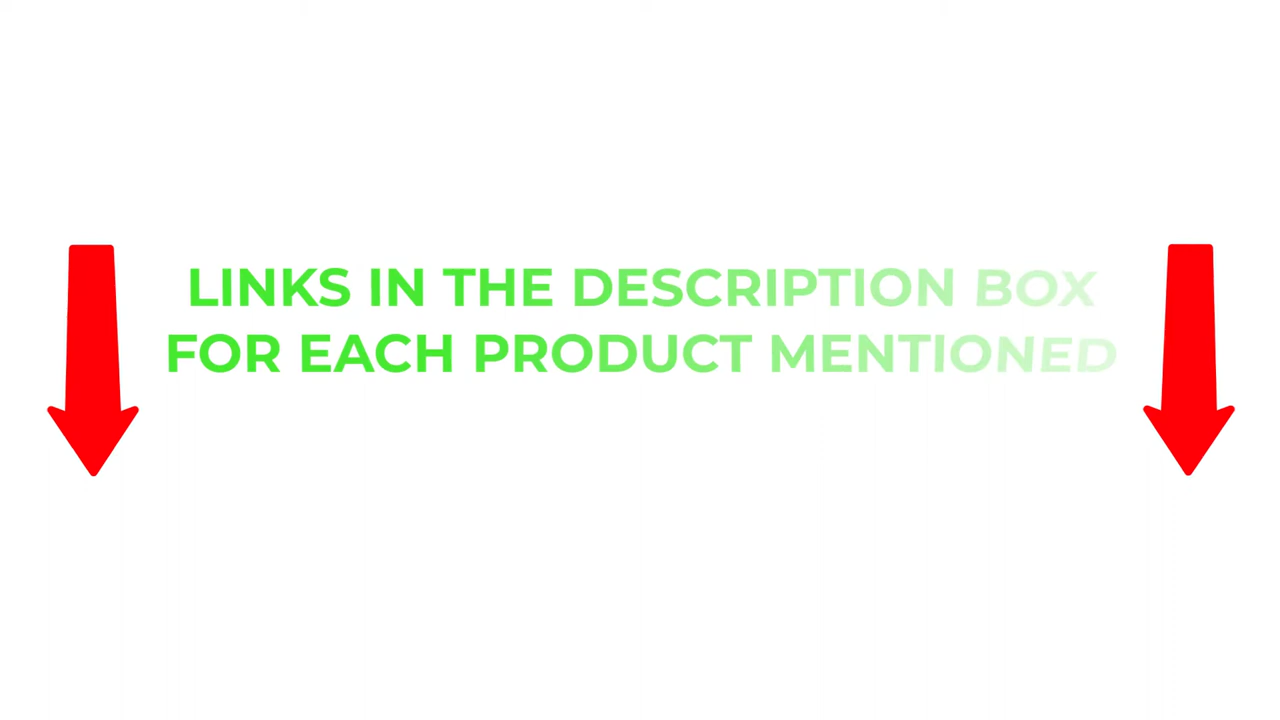 LINKS IN THE DESCRIPTION BOX
FOR EACH PRODUCT MENTIONED